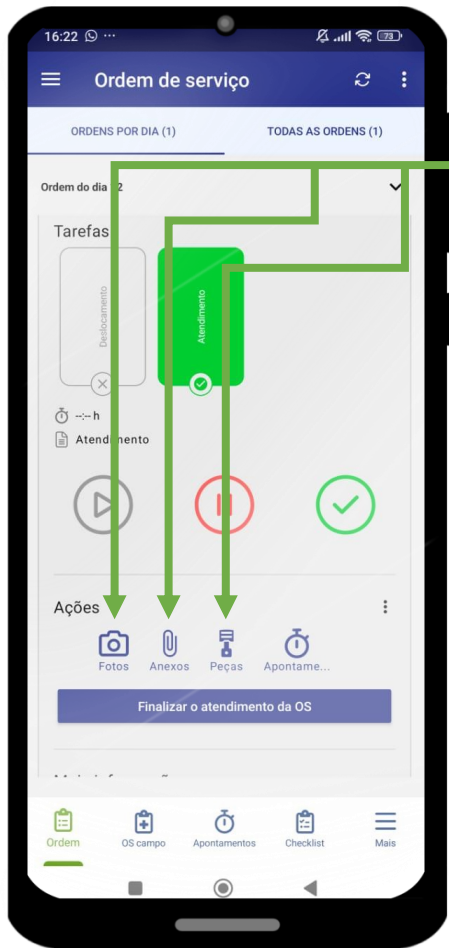 16:22
73
Ordem de serviço
ORDENS POR DIA (1)
TODAS AS ORDENS (1)
Ordem do dia
Tarefas
Deslocamento
Atendimento
--:-- h
Atendimento
Ações
Fotos
Anexos
Peças
Apontame...
Finalizar o atendimento da OS
Ordem
OS campo
Apontamentos
Checklist
Mais